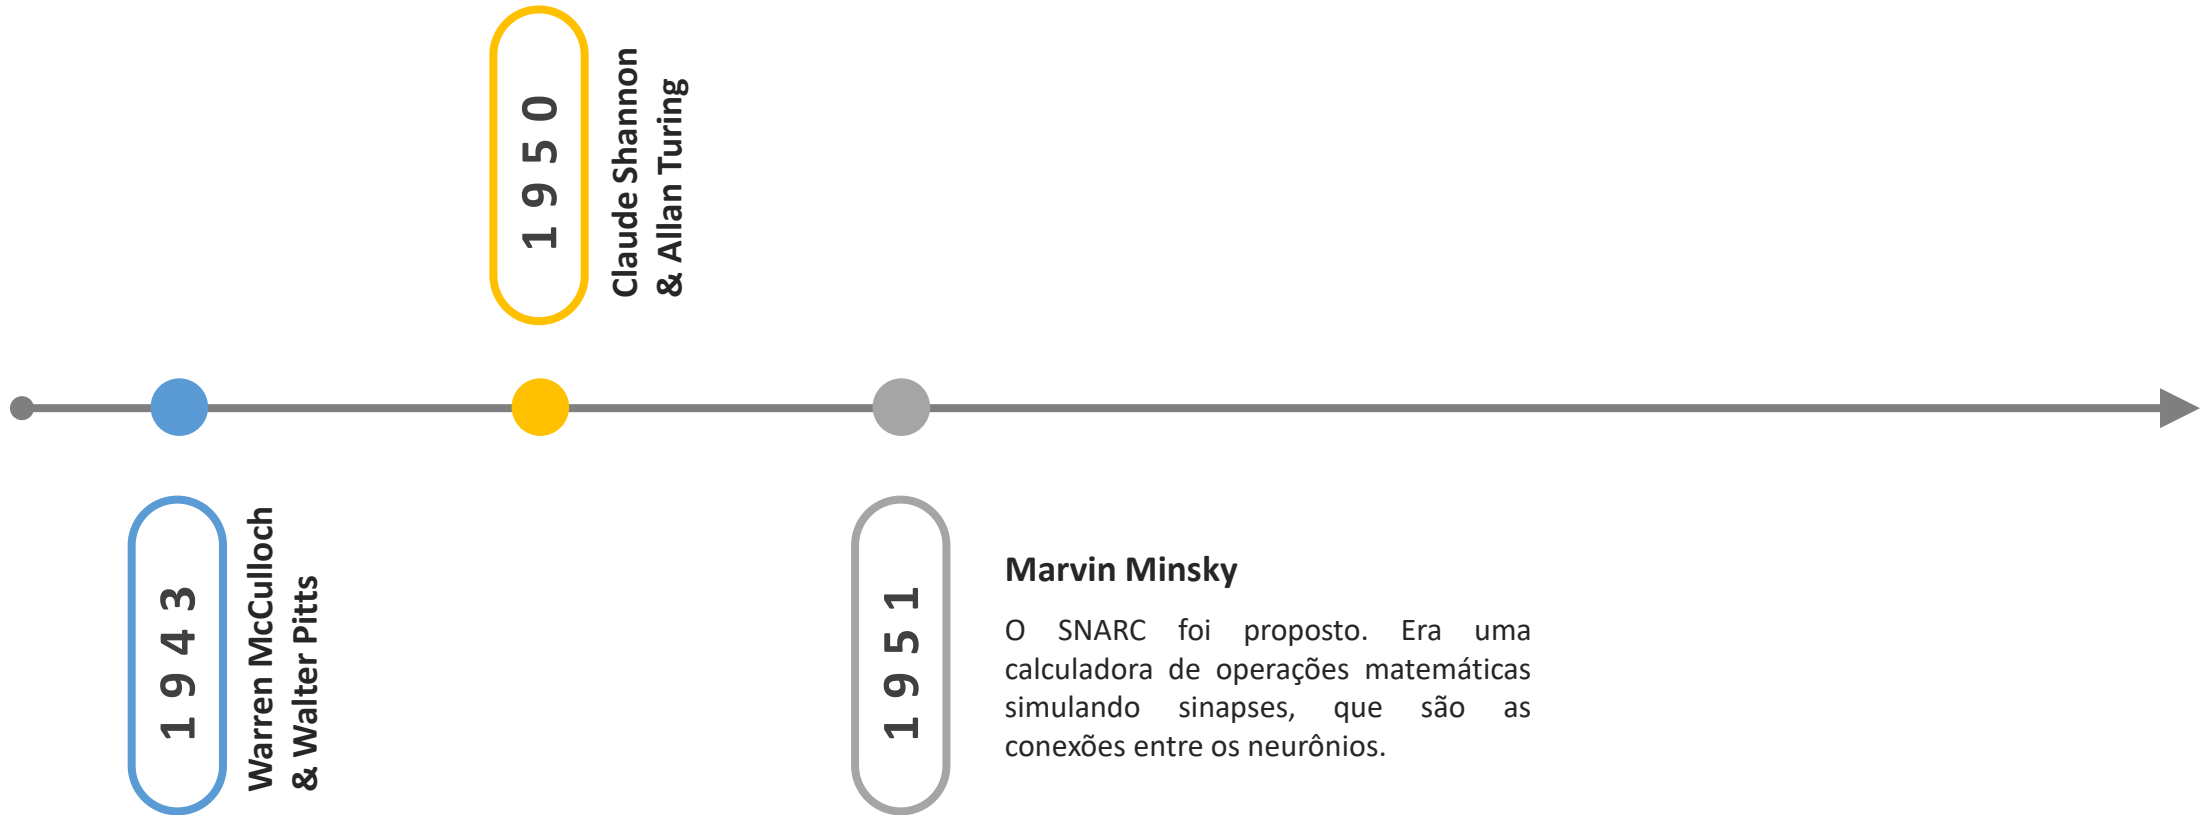 1950
Claude Shannon
& Allan Turing
1943
Warren McCulloch
& Walter Pitts
1951
Marvin Minsky
O SNARC foi proposto. Era uma
calculadora de operações matemáticas
simulando sinapses, que são as
conexões entre os neurônios.